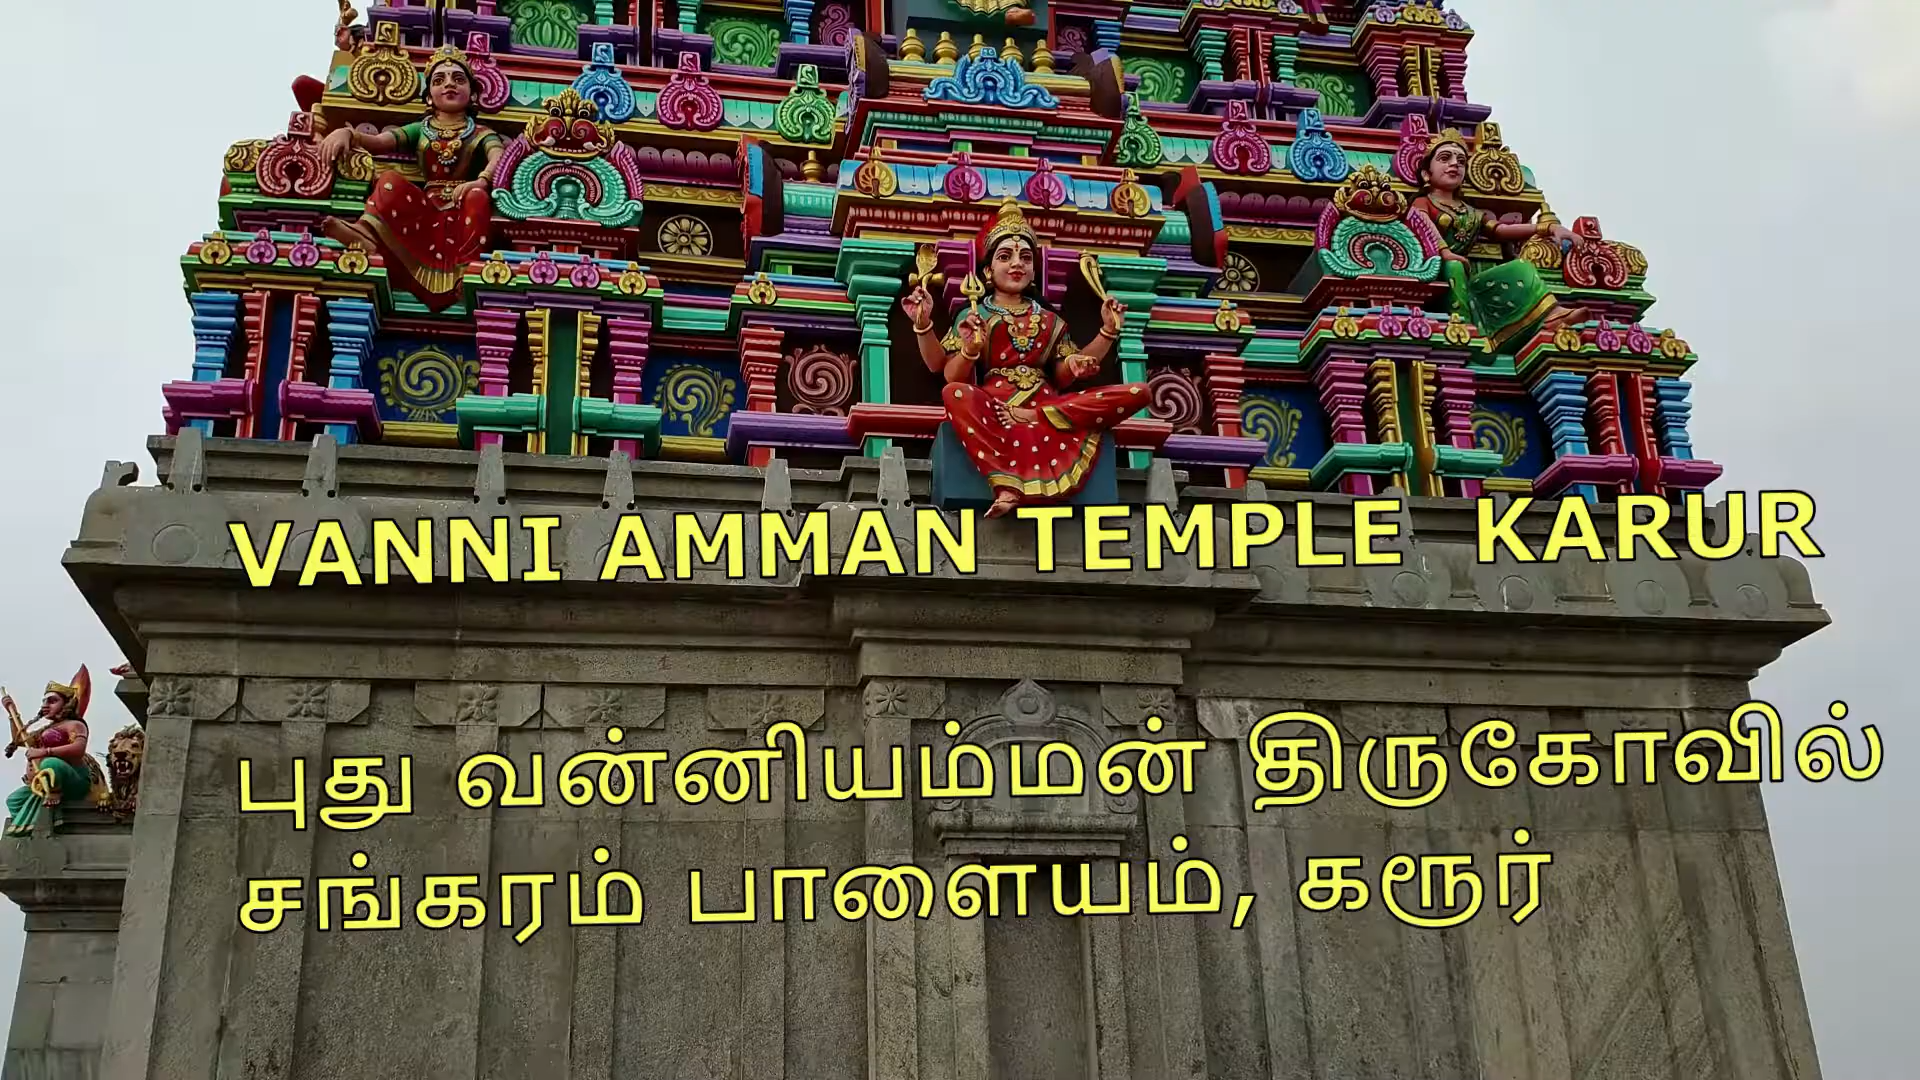 VANNI AMMAN TEMPLE KARUR
புது வன்னியம்மன் திருகோவில்
சங்கரம் பாளையம், கரூர்